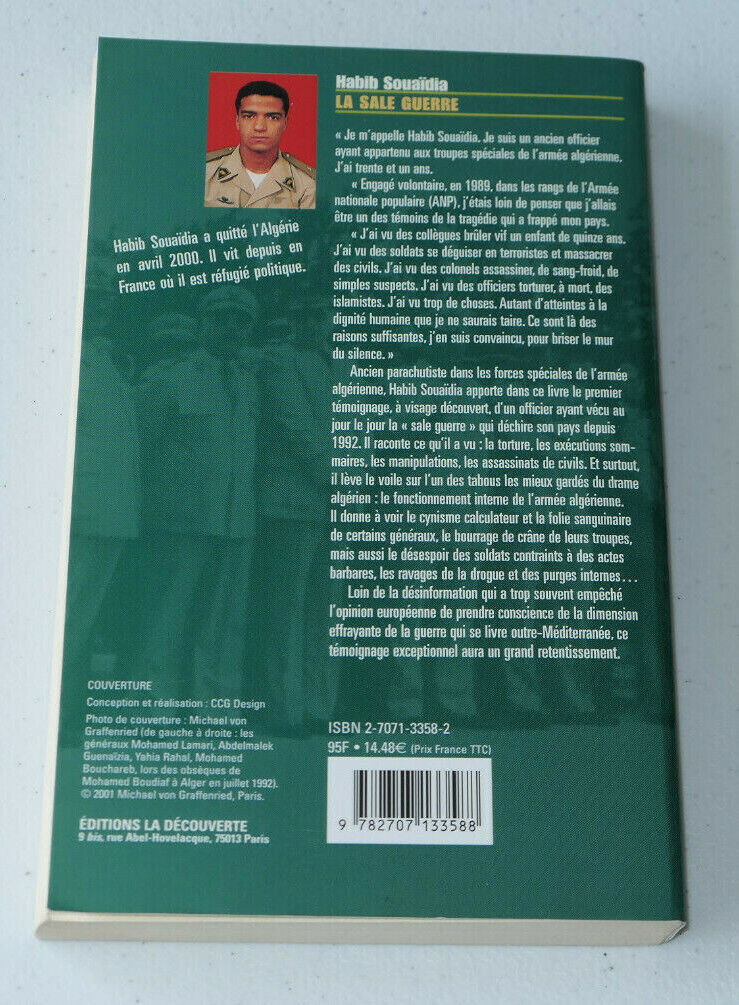 Habib Souaïdia
LA SALE GUERRE
« Je m'appelle Habib Souaïdia. Je suis un ancien officier
ayant appartenu aux troupes spéciales de l'armée algérienne.
J'ai trente et un ans.
« Engagé volontaire, en 1989, dans les rangs de l'Armée
nationale populaire (ANP), j'étais loin de penser que j'allais
être un des témoins de la tragédie qui a frappé mon pays.
« J'ai vu des collègues brûler vif un enfant de quinze ans.
J'ai vu des soldats se déguiser en terroristes et massacrer
des civils. J'ai vu des colonels assassiner, de sang-froid, de
simples suspects. J'ai vu des officiers torturer, à mort, des
islamistes. J'ai vu trop de choses. Autant d'atteintes à la
dignité humaine que je ne saurais taire. Ce sont là des
raisons suffisantes, j'en suis convaincu, pour briser le mur
du silence. »
Ancien parachutiste dans les forces spéciales de l'armée
algérienne, Habib Souaïdia apporte dans ce livre le premier
témoignage, à visage découvert, d'un officier ayant vécu au
jour le jour la « sale guerre » qui déchire son pays depuis
1992. Il raconte ce qu'il a vu : la torture, les exécutions som-
maires, les manipulations, les assassinats de civils. Et surtout,
il lève le voile sur l'un des tabous les mieux gardés du drame
algérien : le fonctionnement interne de l'armée algérienne.
Il donne à voir le cynisme calculateur et la folie sanguinaire
de certains généraux, le bourrage de crâne de leurs troupes,
mais aussi le désespoir des soldats contraints à des actes
barbares, les ravages de la drogue et des purges internes...
Loin de la désinformation qui a trop souvent empêché
l'opinion européenne de prendre conscience de la dimension
effrayante de la guerre qui se livre outre-Méditerranée, ce
témoignage exceptionnel aura un grand retentissement.
Habib Souaïdia a quitté l'Algérie
en avril 2000. Il vit depuis en
France où il est réfugié politique.
COUVERTURE
Conception et réalisation : CCG Design
Photo de couverture : Michael von
Graffenried (de gauche à droite : les
généraux Mohamed Lamari, Abdelmalek
Guenaïzia, Yahia Rahal, Mohamed
Bouchareb, lors des obsèques de
Mohamed Boudiaf à Alger en juillet 1992).
© 2001 Michael von Graffenried, Paris.
ÉDITIONS LA DÉCOUVERTE
9 bis, rue Abel-Hovelacque, 75013 Paris
ISBN 2-7071-3358-2
95F • 14.48€ (Prix France TTC)
9 782707 133588